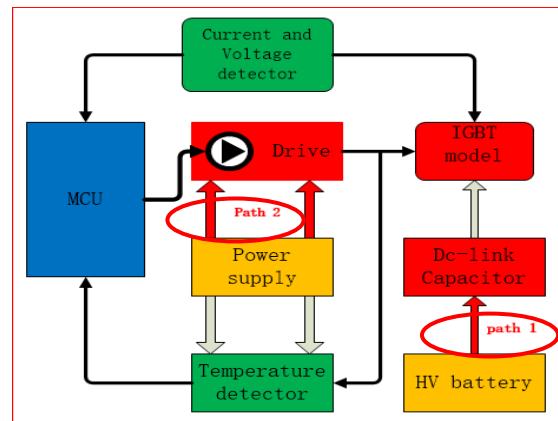 Current and
Voltage
detector
MCU
Drive
IGBT
model
Path 2
Power
supply
Dc-link
Capacitor
path 1
Temperature
detector
HV battery